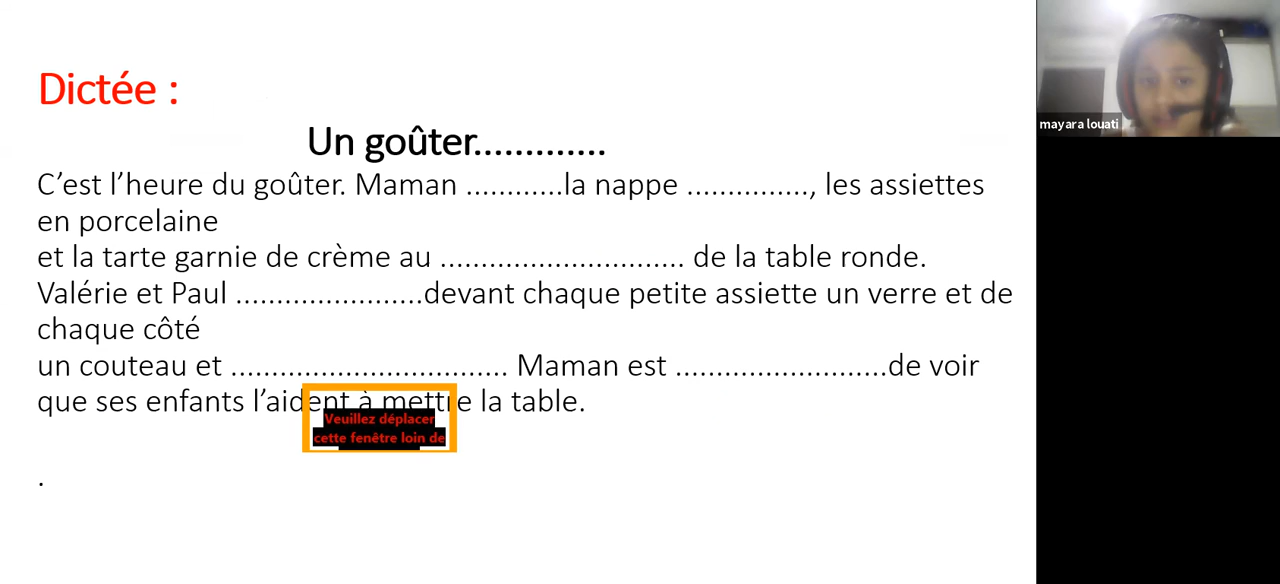 Dictée :
Un goûter.............
C’est l’heure du goûter. Maman ............la nappe ..............., les assiettes
en porcelaine
et la tarte garnie de crème au .............................. de la table ronde.
Valérie et Paul .......................devant chaque petite assiette un verre et de
chaque côté
un couteau et .................................. Maman est ..........................de voir
que ses enfants l’aident à mettre la table.
Veuillez déplacer
cette fenêtre loin de
.
mayara louati